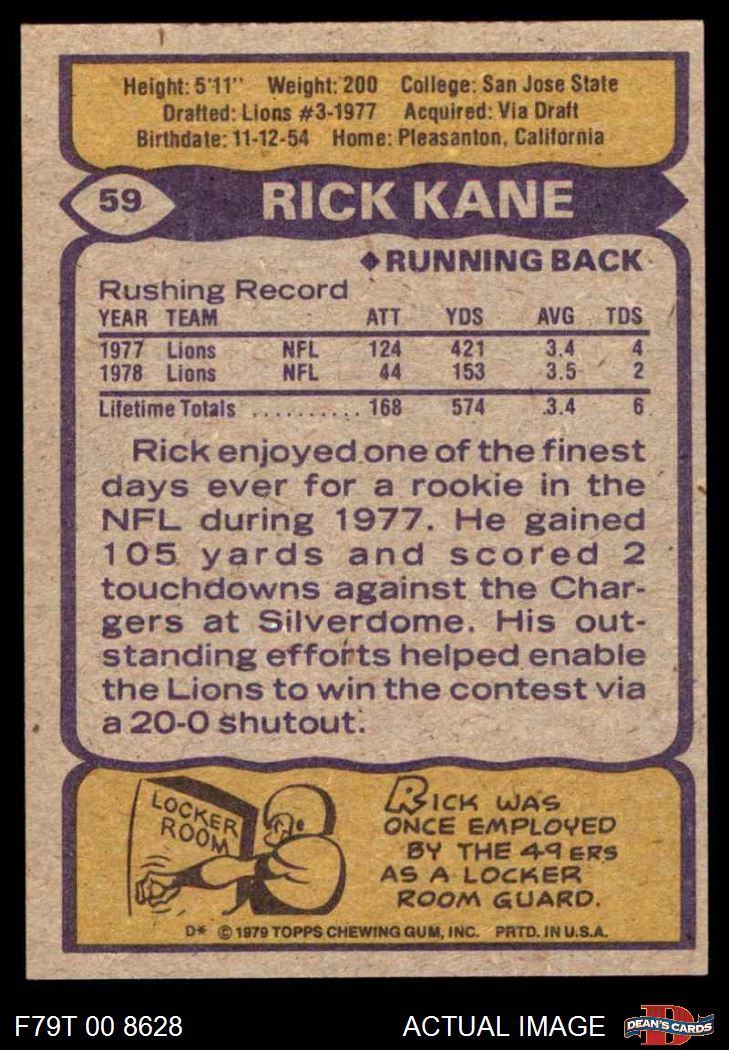 Height: 5'11" Weight: 200 College: San Jose State
Drafted: Lions #3-1977 Acquired: Via Draft
Birthdate: 11-12-54 Home: Pleasanton, California
59 RICK KANE
◆RUNNING BACK
Rushing Record
YEAR TEAM ATT YDS AVG TDS
1977 Lions NFL 124 421 3.4 4
1978 Lions NFL 44 153 3.5 2
Lifetime Totals .......... 168 574 3.4 6
Rick enjoyed one of the finest
days ever for a rookie in the
NFL during 1977. He gained
105 yards and scored 2
touchdowns against the Char-
gers at Silverdome. His out-
standing efforts helped enable
the Lions to win the contest via
a 20-0 shutout.
LOCKER
ROOM
RICK WAS
ONCE EMPLOYED
BY THE 49ERS
AS A LOCKER
ROOM GUARD.
D* © 1979 TOPPS CHEWING GUM, INC. PRTD. IN U.S.A.
F79T 00 8628 ACTUAL IMAGE D DEAN'S CARDS